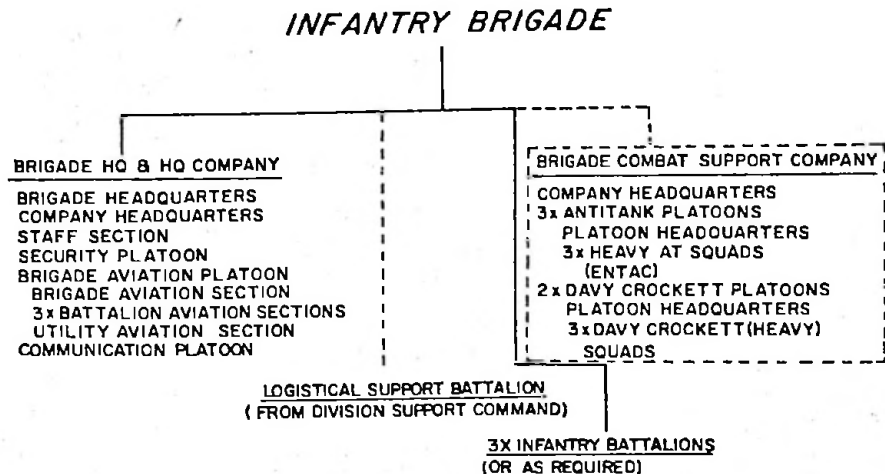 INFANTRY BRIGADE
BRIGADE HQ & HQ COMPANY
BRIGADE HEADQUARTERS
COMPANY HEADQUARTERS
STAFF SECTION
SECURITY PLATOON
BRIGADE AVIATION PLATOON
BRIGADE AVIATION SECTION
3x BATTALION AVIATION SECTIONS
UTILITY AVIATION SECTION
COMMUNICATION PLATOON
BRIGADE COMBAT SUPPORT COMPANY
COMPANY HEADQUARTERS
3x ANTITANK PLATOONS
PLATOON HEADQUARTERS
3x HEAVY AT SQUADS
(ENTAC)
2x DAVY CROCKETT PLATOONS
PLATOON HEADQUARTERS
3x DAVY CROCKETT (HEAVY)
SQUADS
LOGISTICAL SUPPORT BATTALION
( FROM DIVISION SUPPORT COMMAND)
3X INFANTRY BATTALIONS
(OR AS REQUIRED)